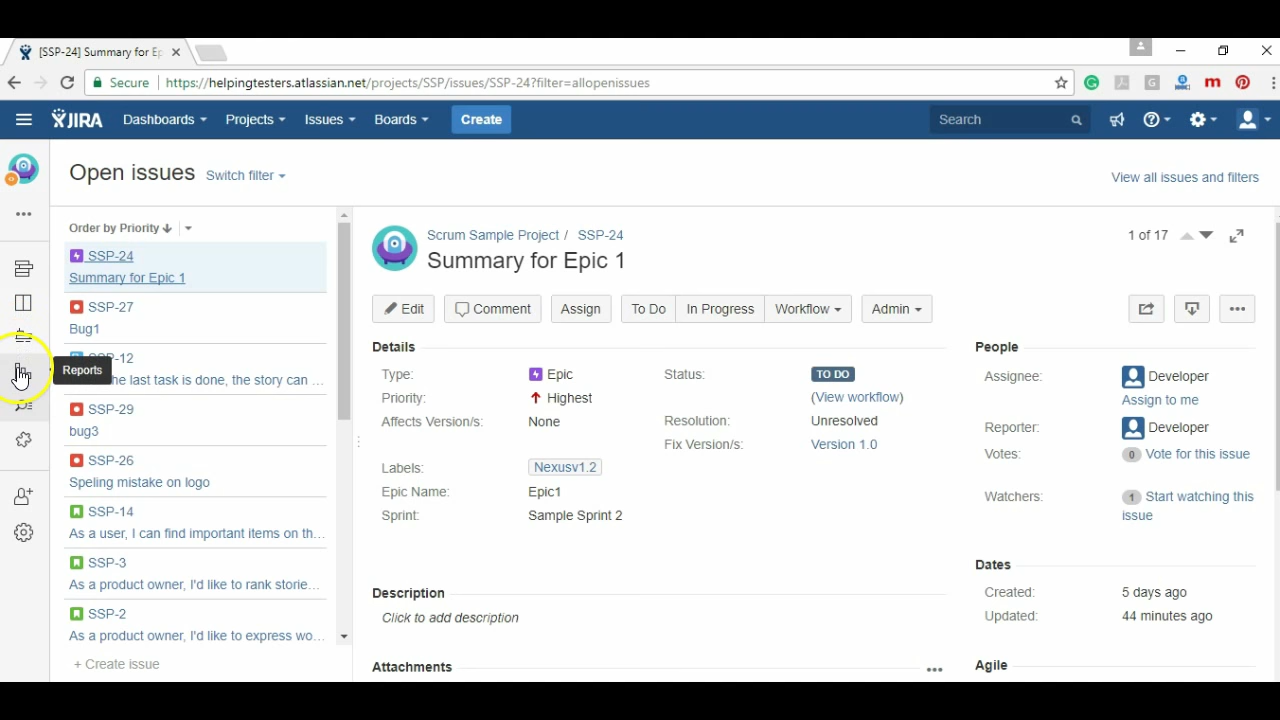 [SSP-24] Summary for Ep
Secure https://helpingtesters.atlassian.net/projects/SSP/issues/SSP-24?filter=allopenissues
JIRA Dashboards Projects Issues Boards Create Search
Open issues Switch filter
View all issues and filters
Order by Priority
SSP-24
Summary for Epic 1
SSP-27
Bug1
SSP-12
he last task is done, the story can ...
SSP-29
bug3
SSP-26
Speling mistake on logo
SSP-14
As a user, I can find important items on th...
SSP-3
As a product owner, I'd like to rank storie...
SSP-2
As a product owner, I'd like to express wo...
+ Create issue
Reports
Scrum Sample Project / SSP-24
Summary for Epic 1
1 of 17
Edit Comment Assign To Do In Progress Workflow Admin
Details
Type: Epic
Priority: Highest
Affects Version/s: None
Labels: Nexusv1.2
Epic Name: Epic1
Sprint: Sample Sprint 2
Status: TO DO
(View workflow)
Resolution: Unresolved
Fix Version/s: Version 1.0
Description
Click to add description
Attachments
People
Assignee: Developer
Assign to me
Reporter: Developer
Votes: 0 Vote for this issue
Watchers: 1 Start watching this
issue
Dates
Created: 5 days ago
Updated: 44 minutes ago
Agile